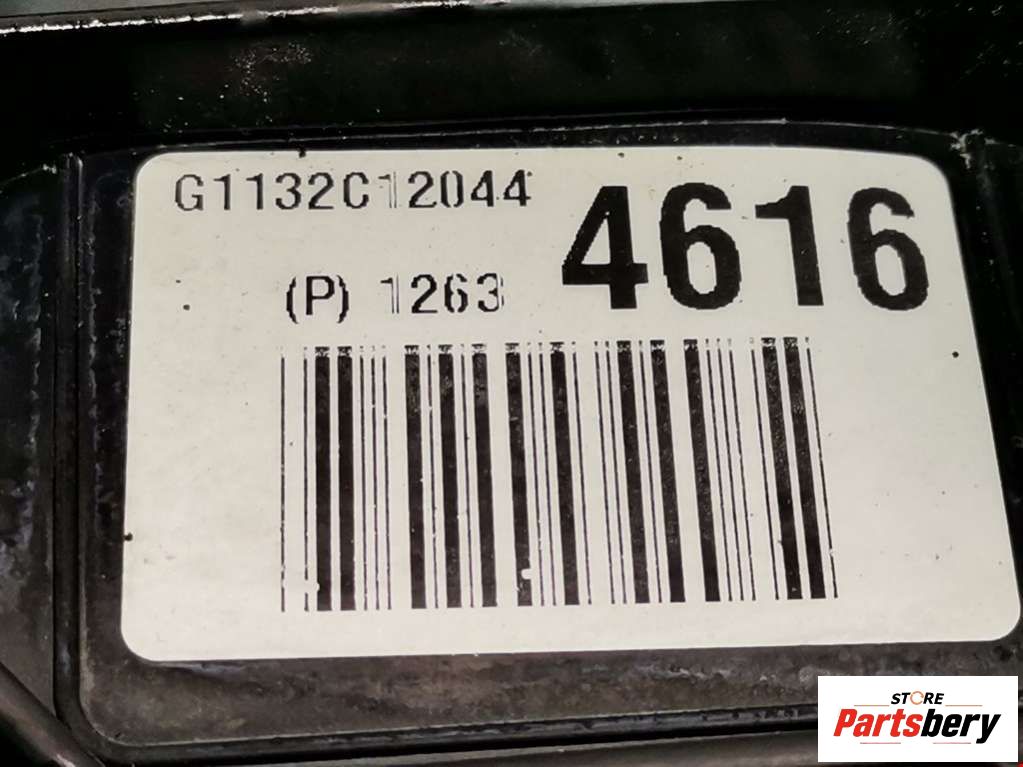 G1132C12044
(P) 1263 4616
STORE
Partsbery